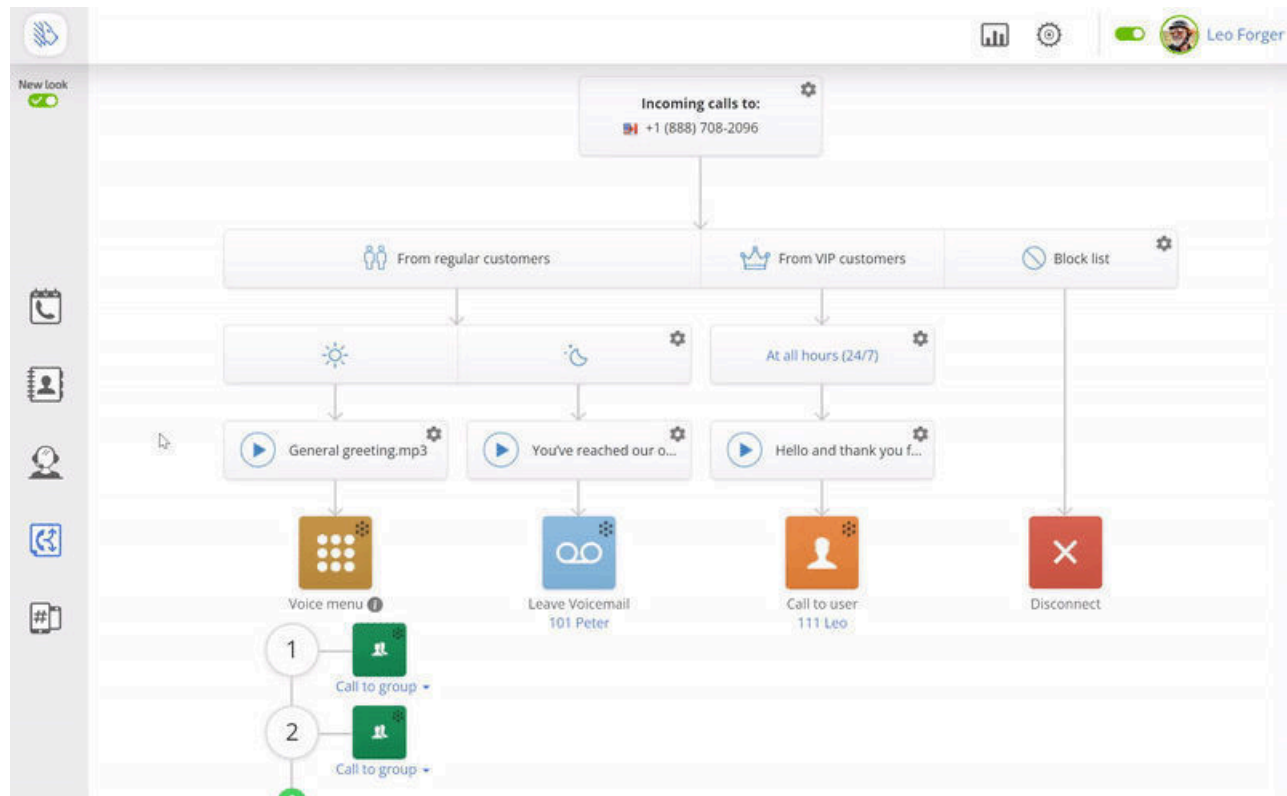 Leo Forger
New look
Incoming calls to:
+1 (888) 708-2096
From regular customers
From VIP customers
Block list
At all hours (24/7)
General greeting.mp3
You've reached our o...
Hello and thank you f...
Voice menu
Leave Voicemail
101 Peter
Call to user
111 Leo
Disconnect
1
Call to group
2
Call to group
#